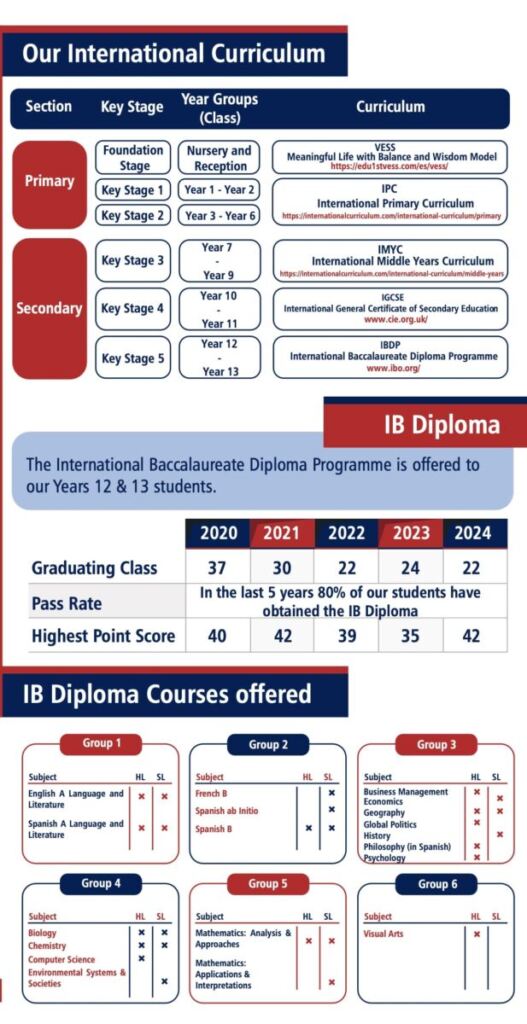 Our International Curriculum
Section Key Stage Year Groups (Class) Curriculum
Primary
Foundation Stage
Nursery and Reception
VESS
Meaningful Life with Balance and Wisdom Model
https://edu1stvess.com/es/vess/
Key Stage 1
Year 1 - Year 2
Key Stage 2
Year 3 - Year 6
IPC
International Primary Curriculum
https://internationalcurriculum.com/international-curriculum/primary
Secondary
Key Stage 3
Year 7
-
Year 9
IMYC
International Middle Years Curriculum
https://internationalcurriculum.com/international-curriculum/middle-years
Key Stage 4
Year 10
-
Year 11
IGCSE
International General Certificate of Secondary Education
www.cie.org.uk/
Key Stage 5
Year 12
-
Year 13
IBDP
International Baccalaureate Diploma Programme
www.ibo.org/
IB Diploma
The International Baccalaureate Diploma Programme is offered to
our Years 12 & 13 students.
2020 2021 2022 2023 2024
Graduating Class 37 30 22 24 22
Pass Rate
In the last 5 years 80% of our students have
obtained the IB Diploma
Highest Point Score 40 42 39 35 42
IB Diploma Courses offered
Group 1
Subject HL SL
English A Language and x x
Literature
Spanish A Language and x x
Literature
Group 2
Subject HL SL
French B x
Spanish ab Initio x
Spanish B x x
Group 3
Subject HL SL
Business Management x
Economics x
Geography x x
Global Politics x
History x
Philosophy (in Spanish) x
Psychology x
Group 4
Subject HL SL
Biology x x
Chemistry x x
Computer Science x
Environmental Systems &
Societies x
Group 5
Subject HL SL
Mathematics: Analysis &
Approaches x x
Mathematics:
Applications &
Interpretations x
Group 6
Subject HL SL
Visual Arts x